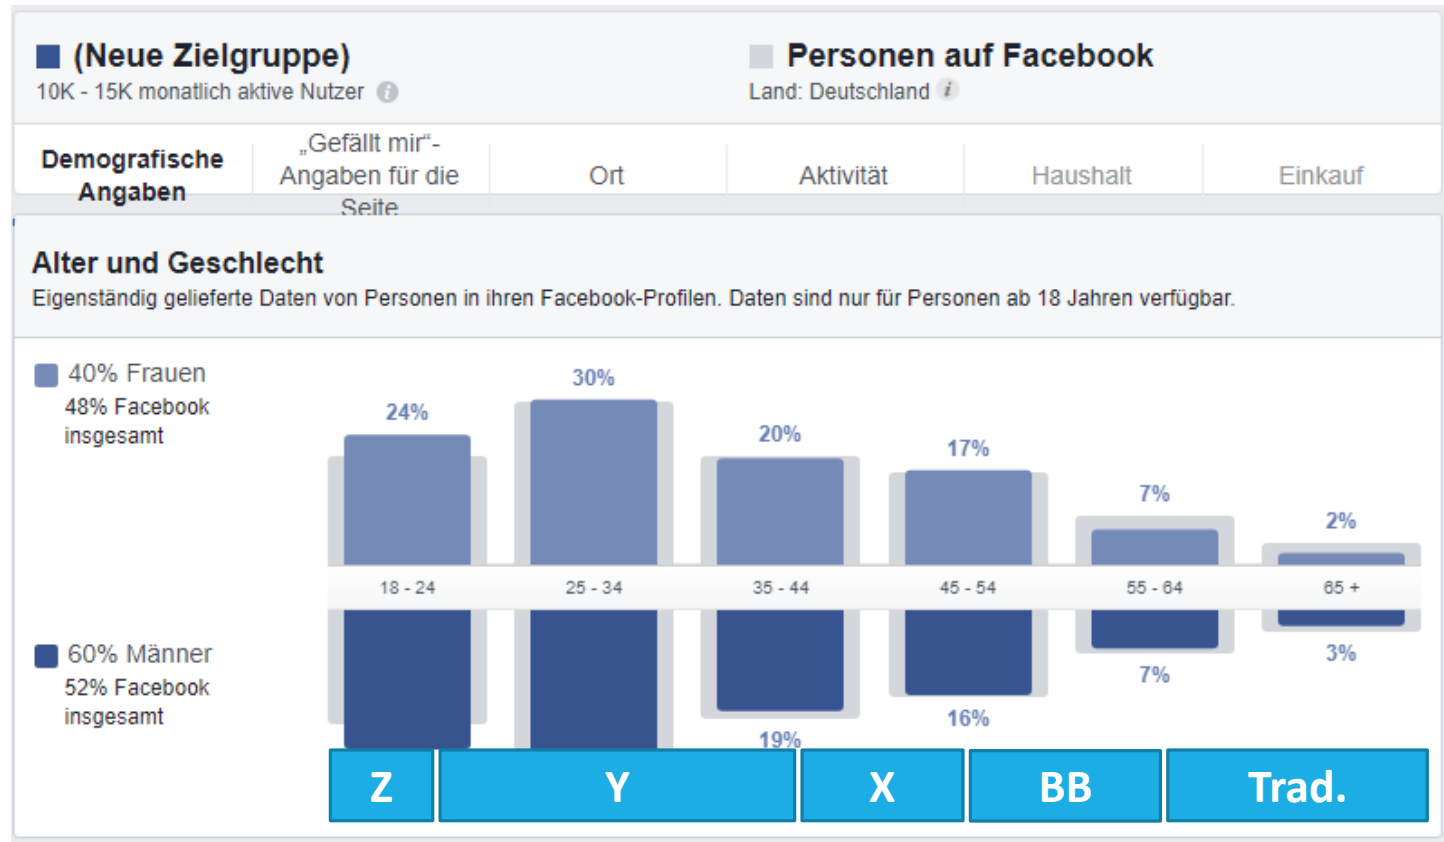 (Neue Zielgruppe)
10K - 15K monatlich aktive Nutzer i
Personen auf Facebook
Land: Deutschland i
Demografische
Angaben
„Gefällt mir“-
Angaben für die
Seite
Ort
Aktivität
Haushalt
Einkauf
Alter und Geschlecht
Eigenständig gelieferte Daten von Personen in ihren Facebook-Profilen. Daten sind nur für Personen ab 18 Jahren verfügbar.
40% Frauen
48% Facebook
insgesamt
24%
30%
20%
17%
7%
2%
18 - 24
25 - 34
35 - 44
45 - 54
55 - 64
65 +
60% Männer
52% Facebook
insgesamt
19%
16%
7%
3%
Z
Y
X
BB
Trad.